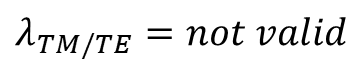 λ_TM/TE = not valid